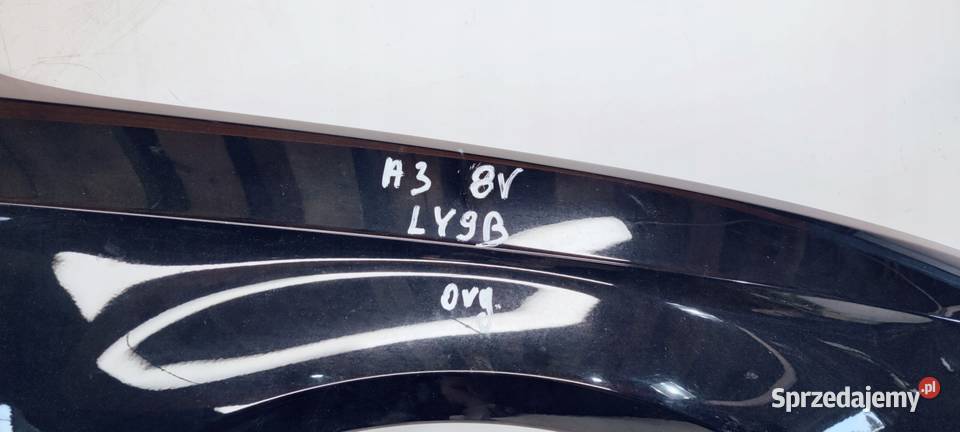 A3 8V
LY9B
org.
Sprzedajemy.pl